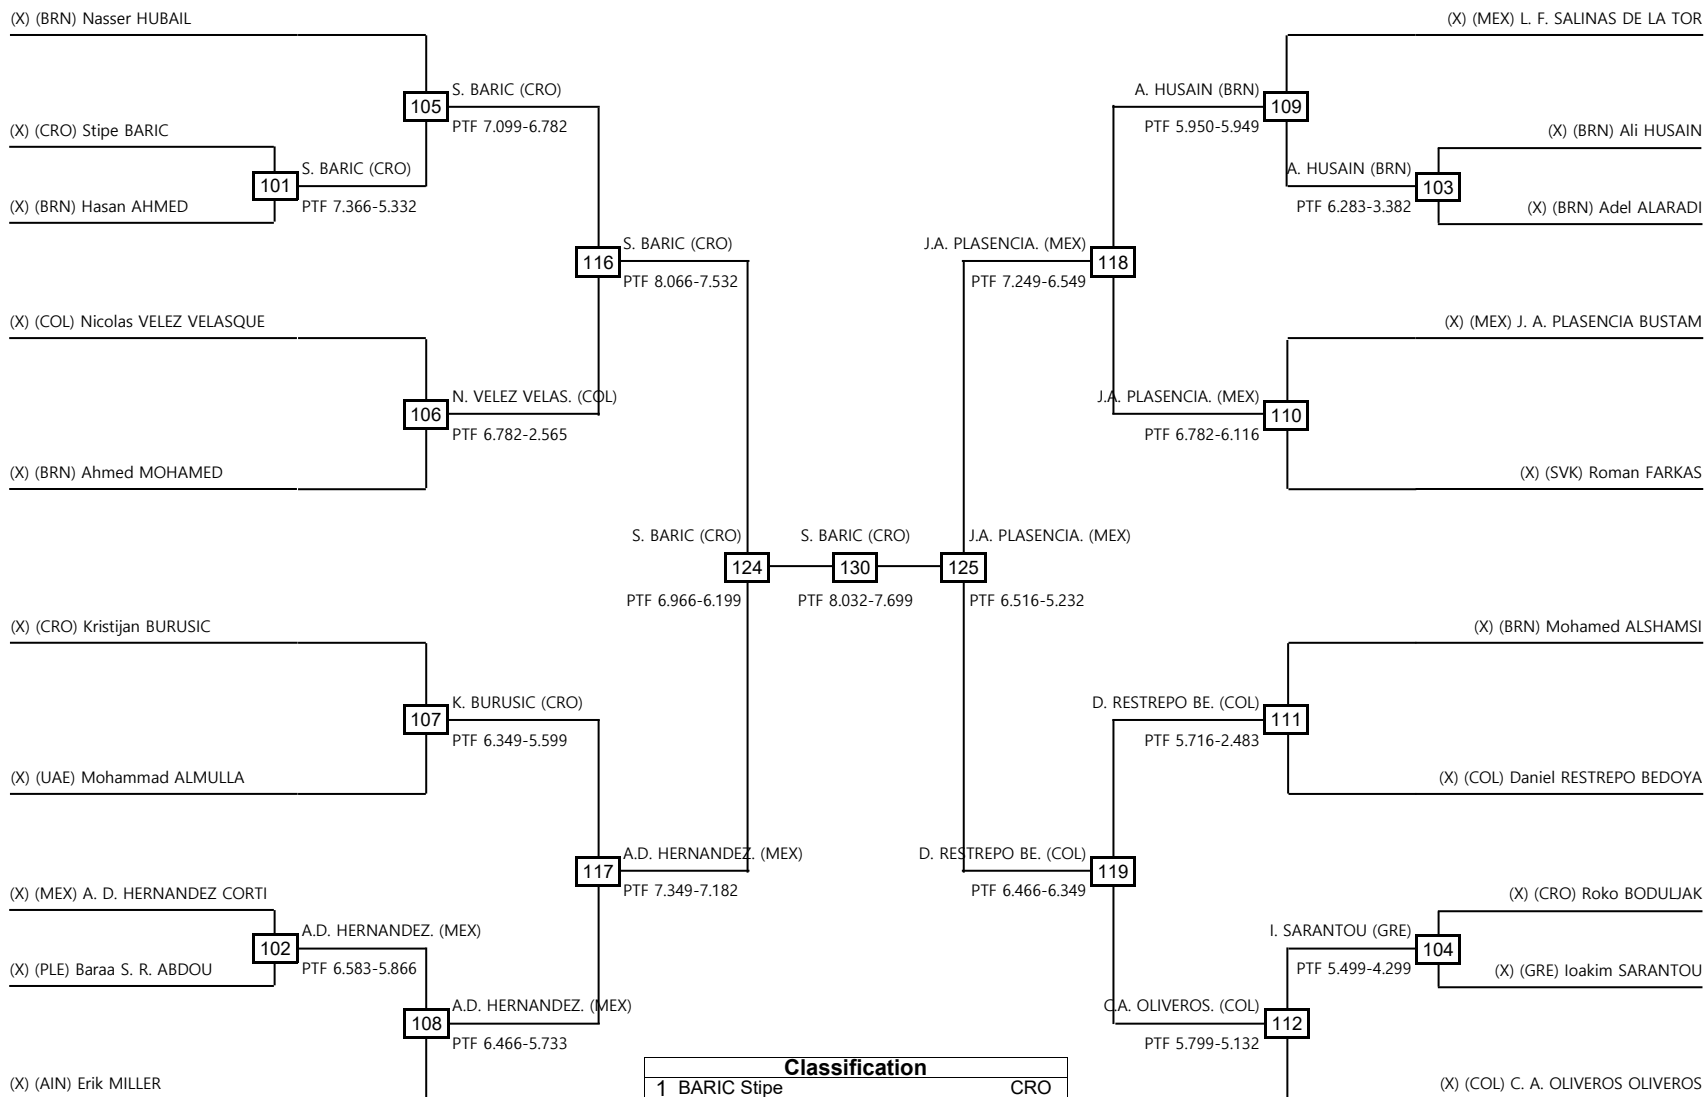 (X) (BRN) Nasser HUBAIL
(X) (MEX) L. F. SALINAS DE LA TOR
S. BARIC (CRO)
105
PTF 7.099-6.782
A. HUSAIN (BRN)
109
PTF 5.950-5.949
(X) (CRO) Stipe BARIC
(X) (BRN) Ali HUSAIN
S. BARIC (CRO)
101
PTF 7.366-5.332
A. HUSAIN (BRN)
103
PTF 6.283-3.382
(X) (BRN) Hasan AHMED
(X) (BRN) Adel ALARADI
S. BARIC (CRO)
116
PTF 8.066-7.532
J.A. PLASENCIA. (MEX)
118
PTF 7.249-6.549
(X) (COL) Nicolas VELEZ VELASQUE
(X) (MEX) J. A. PLASENCIA BUSTAM
N. VELEZ VELAS. (COL)
106
PTF 6.782-2.565
J.A. PLASENCIA. (MEX)
110
PTF 6.782-6.116
(X) (BRN) Ahmed MOHAMED
(X) (SVK) Roman FARKAS
S. BARIC (CRO)
124
PTF 6.966-6.199
S. BARIC (CRO)
130
PTF 8.032-7.699
J.A. PLASENCIA. (MEX)
125
PTF 6.516-5.232
(X) (CRO) Kristijan BURUSIC
(X) (BRN) Mohamed ALSHAMSI
K. BURUSIC (CRO)
107
PTF 6.349-5.599
D. RESTREPO BE. (COL)
111
PTF 5.716-2.483
(X) (UAE) Mohammad ALMULLA
(X) (COL) Daniel RESTREPO BEDOYA
A.D. HERNANDEZ. (MEX)
117
PTF 7.349-7.182
D. RESTREPO BE. (COL)
119
PTF 6.466-6.349
(X) (MEX) A. D. HERNANDEZ CORTI
(X) (CRO) Roko BODULJAK
A.D. HERNANDEZ. (MEX)
102
PTF 6.583-5.866
I. SARANTOU (GRE)
104
PTF 5.499-4.299
(X) (PLE) Baraa S. R. ABDOU
(X) (GRE) Ioakim SARANTOU
A.D. HERNANDEZ. (MEX)
108
PTF 6.466-5.733
C.A. OLIVEROS. (COL)
112
PTF 5.799-5.132
(X) (AIN) Erik MILLER
(X) (COL) C. A. OLIVEROS OLIVEROS
Classification
1 BARIC Stipe CRO